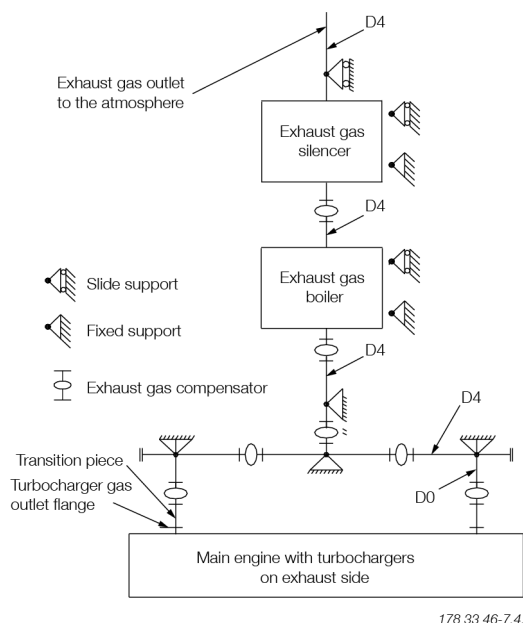 D4
Exhaust gas outlet
to the atmosphere
Exhaust gas
silencer
D4
Exhaust gas
boiler
Slide support
Fixed support
D4
Exhaust gas compensator
D4
Transition piece
Turbocharger gas
outlet flange
D0
Main engine with turbochargers
on exhaust side
178 33 46-7.4